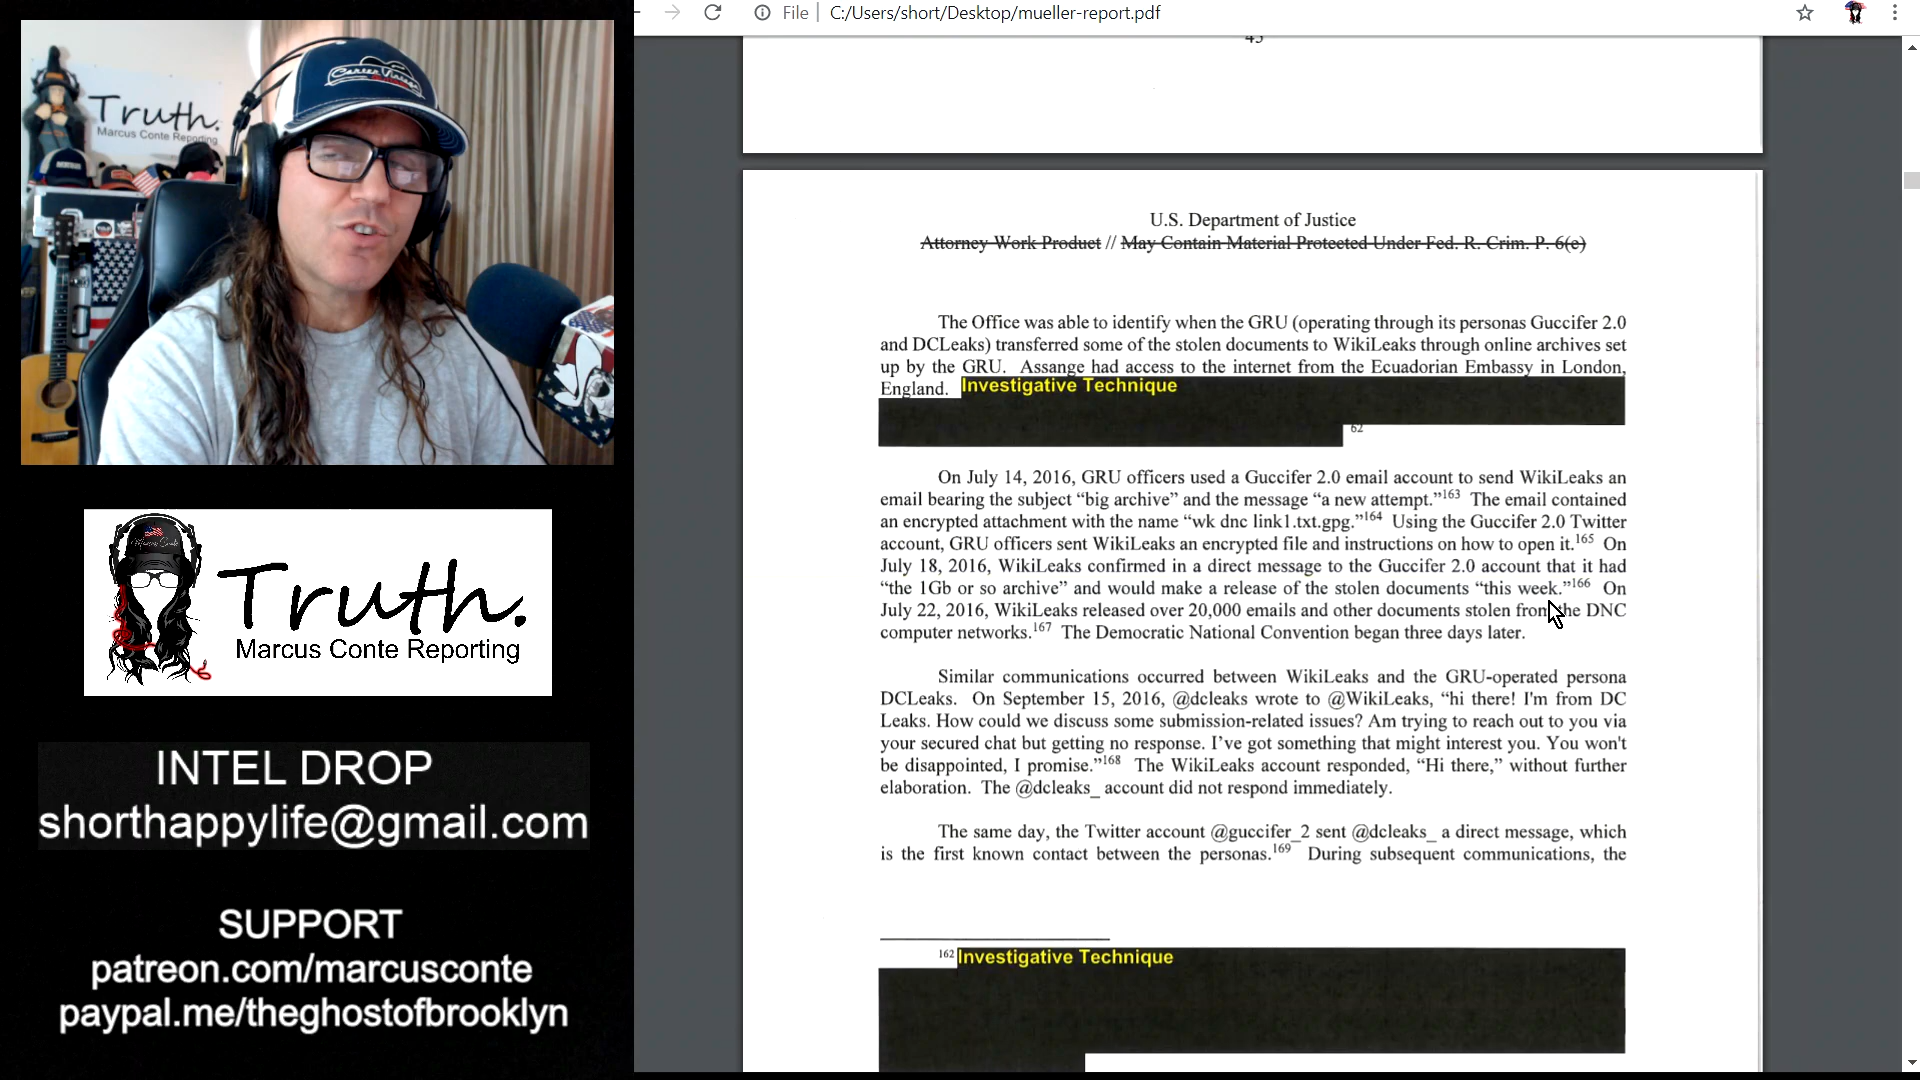 Truth.
Marcus Conte Reporting
Truth.
Marcus Conte Reporting
INTEL DROP
shorthappylife@gmail.com
SUPPORT
patreon.com/marcusconte
paypal.me/theghostofbrooklyn
File
C:/Users/short/Desktop/mueller-report.pdf
U.S. Department of Justice
Attorney Work Product // May Contain Material Protected Under Fed. R. Crim. P. 6(e)
The Office was able to identify when the GRU (operating through its personas Guccifer 2.0
and DCLeaks) transferred some of the stolen documents to WikiLeaks through online archives set
up by the GRU. Assange had access to the internet from the Ecuadorian Embassy in London,
England. Investigative Technique
62
On July 14, 2016, GRU officers used a Guccifer 2.0 email account to send WikiLeaks an
email bearing the subject “big archive” and the message “a new attempt.”163 The email contained
an encrypted attachment with the name “wk dnc link1.txt.gpg.”164 Using the Guccifer 2.0 Twitter
account, GRU officers sent WikiLeaks an encrypted file and instructions on how to open it.165 On
July 18, 2016, WikiLeaks confirmed in a direct message to the Guccifer 2.0 account that it had
“the 1Gb or so archive” and would make a release of the stolen documents “this week.”166 On
July 22, 2016, WikiLeaks released over 20,000 emails and other documents stolen from the DNC
computer networks.167 The Democratic National Convention began three days later.
Similar communications occurred between WikiLeaks and the GRU-operated persona
DCLeaks. On September 15, 2016, @dcleaks wrote to @WikiLeaks, “hi there! I'm from DC
Leaks. How could we discuss some submission-related issues? Am trying to reach out to you via
your secured chat but getting no response. I’ve got something that might interest you. You won't
be disappointed, I promise.”168 The WikiLeaks account responded, “Hi there,” without further
elaboration. The @dcleaks_ account did not respond immediately.
The same day, the Twitter account @guccifer_2 sent @dcleaks_ a direct message, which
is the first known contact between the personas.169 During subsequent communications, the
162 Investigative Technique